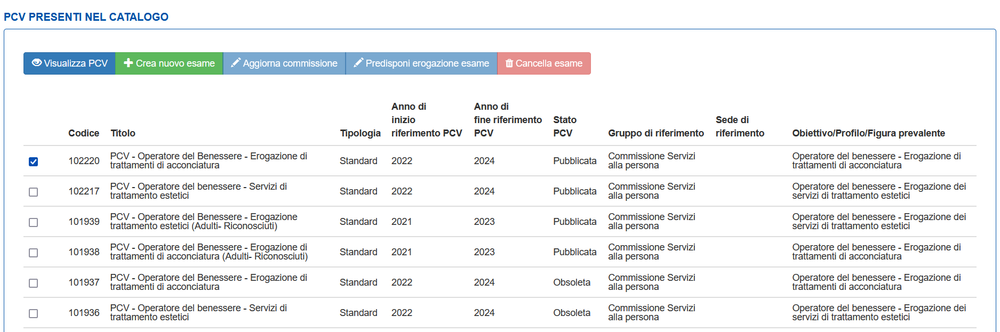 PCV PRESENTI NEL CATALOGO
Visualizza PCV
Crea nuovo esame
Aggiorna commissione
Predisponi erogazione esame
Cancella esame
Codice
Titolo
Tipologia
Anno di
inizio
riferimento PCV
Anno di
fine riferimento
PCV
Stato
PCV
Gruppo di riferimento
Sede di
riferimento
Obiettivo/Profilo/Figura prevalente
102220
PCV - Operatore del Benessere - Erogazione di
trattamenti di acconciatura
Standard
2022
2024
Pubblicata
Commissione Servizi
alla persona
Operatore del benessere - Erogazione di
trattamenti di acconciatura
102217
PCV - Operatore del benessere - Servizi di
trattamento estetici
Standard
2022
2024
Pubblicata
Commissione Servizi
alla persona
Operatore del benessere - Erogazione dei
servizi di trattamento estetici
101939
PCV - Operatore del Benessere - Erogazione
trattamento estetici (Adulti- Riconosciuti)
Standard
2021
2023
Pubblicata
Commissione Servizi
alla persona
Operatore del benessere - Erogazione dei
servizi di trattamento estetici
101938
PCV - Operatore del Benessere - Erogazione di
trattamenti di acconciatura (Adulti- Riconosciuti)
Standard
2021
2023
Pubblicata
Commissione Servizi
alla persona
Operatore del benessere - Erogazione di
trattamenti di acconciatura
101937
PCV - Operatore del Benessere - Erogazione di
trattamenti di acconciatura
Standard
2022
2024
Obsoleta
Commissione Servizi
alla persona
Operatore del benessere - Erogazione di
trattamenti di acconciatura
101936
PCV - Operatore del benessere - Servizi di
trattamento estetici
Standard
2022
2024
Obsoleta
Commissione Servizi
alla persona
Operatore del benessere - Erogazione dei
servizi di trattamento estetici